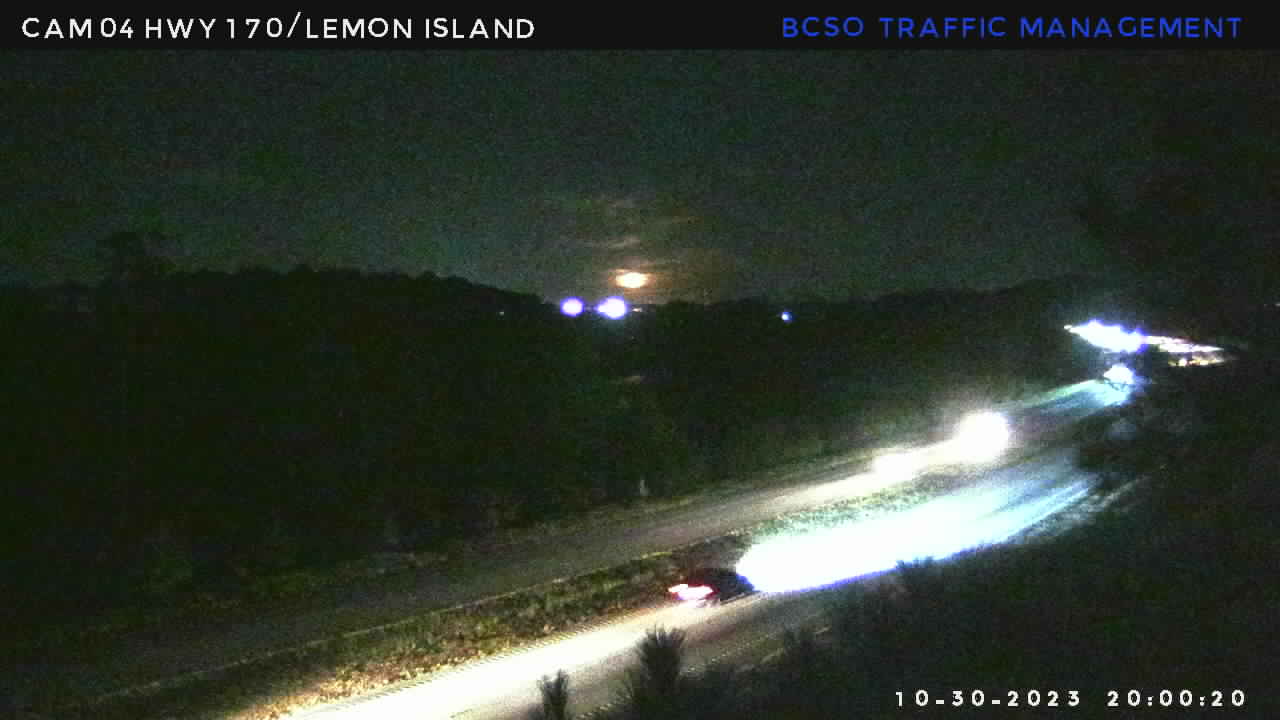 CAM04 HWY 170/LEMON ISLAND
BCSO TRAFFIC MANAGEMENT
10-30-2023 20:00:20